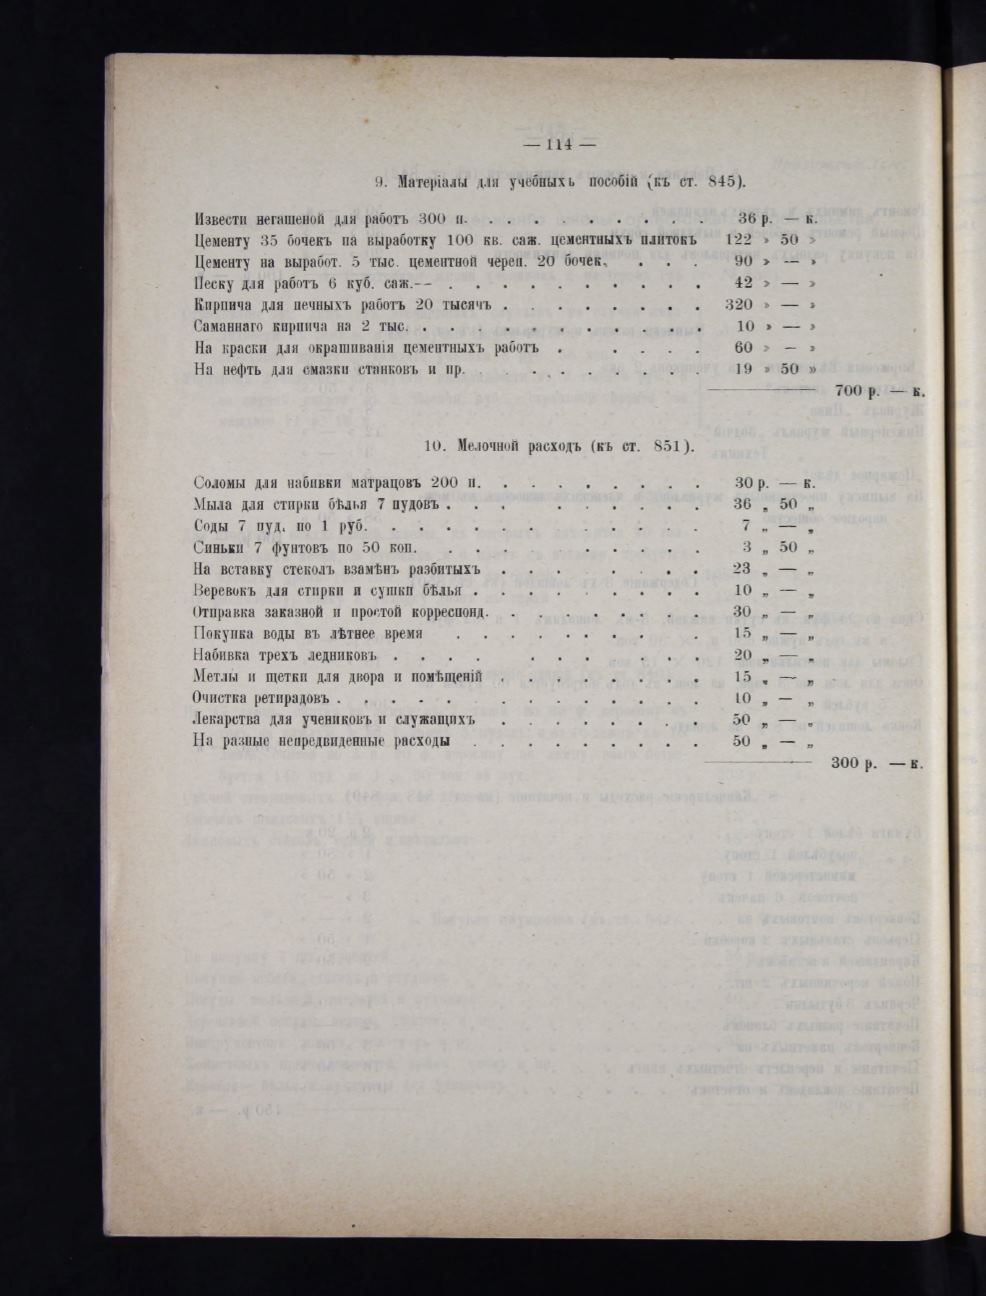 — 114 —
9. Матеріалы для учебныхъ пособій (къ ст. 845).
Извести негашеной для работъ 300 п. . . . . . . . . . 36 р. — к.
Цементу 35 бочекъ на выработку 100 кв. саж. цементныхъ плитокъ 122 » 50 »
Цементу на выработ. 5 тыс. цементной череп. 20 бочек. . . . 90 » — »
Песку для работъ 6 куб. саж.-- . . . . . . . . . . 42 » — »
Кирпича для печныхъ работъ 20 тысячъ . . . . . . . . 320 » — »
Саманнаго кирпича на 2 тыс. . . . . . . . . . . . 10 » — »
На краски для окрашиванія цементныхъ работъ . . . . . 60 » — »
На нефть для смазки станковъ и пр. . . . . . . . . 19 » 50 »
700 р. — к.
10. Мелочной расходъ (къ ст. 851).
Соломы для набивки матрацовъ 200 п. . . . . . . . . 30 р. — к.
Мыла для стирки бѣлья 7 пудовъ . . . . . . . . . 36 „ 50 „
Соды 7 пуд. по 1 руб. . . . . . . . . . . . 7 „ — „
Синьки 7 фунтовъ по 50 коп. . . . . . . . . . 3 „ 50 „
На вставку стеколъ взамѣнъ разбитыхъ . . . . . . . . 23 „ — „
Веревокъ для стирки и сушки бѣлья . . . . . . . . . 10 „ — „
Отправка заказной и простой корреспонд. . . . . . . . . 30 „ — „
Покупка воды въ лѣтнее время . . . . . . . . . 15 „ — „
Набивка трехъ ледниковъ . . . . . . . . . . 20 „ — „
Метлы и щетки для двора и помѣщеній . . . . . . . . 15 „ — „
Очистка ретирадовъ . . . . . . . . . . . . . 10 „ — „
Лекарства для учениковъ и служащихъ . . . . . . . . 50 „ — „
На разные непредвиденные расходы . . . . . . . . . 50 „ — „
300 р. — к.